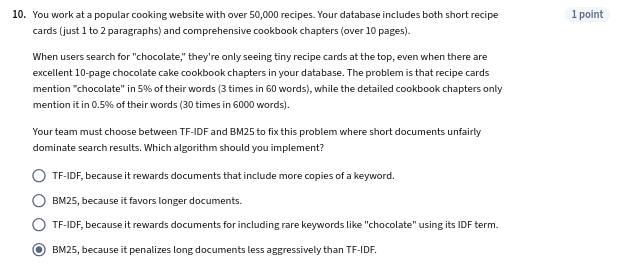 10. You work at a popular cooking website with over 50,000 recipes. Your database includes both short recipe
cards (just 1 to 2 paragraphs) and comprehensive cookbook chapters (over 10 pages).
1 point
When users search for "chocolate," they're only seeing tiny recipe cards at the top, even when there are
excellent 10-page chocolate cake cookbook chapters in your database. The problem is that recipe cards
mention "chocolate" in 5% of their words (3 times in 60 words), while the detailed cookbook chapters only
mention it in 0.5% of their words (30 times in 6000 words).
Your team must choose between TF-IDF and BM25 to fix this problem where short documents unfairly
dominate search results. Which algorithm should you implement?
TF-IDF, because it rewards documents that include more copies of a keyword.
BM25, because it favors longer documents.
TF-IDF, because it rewards documents for including rare keywords like "chocolate" using its IDF term.
BM25, because it penalizes long documents less aggressively than TF-IDF.